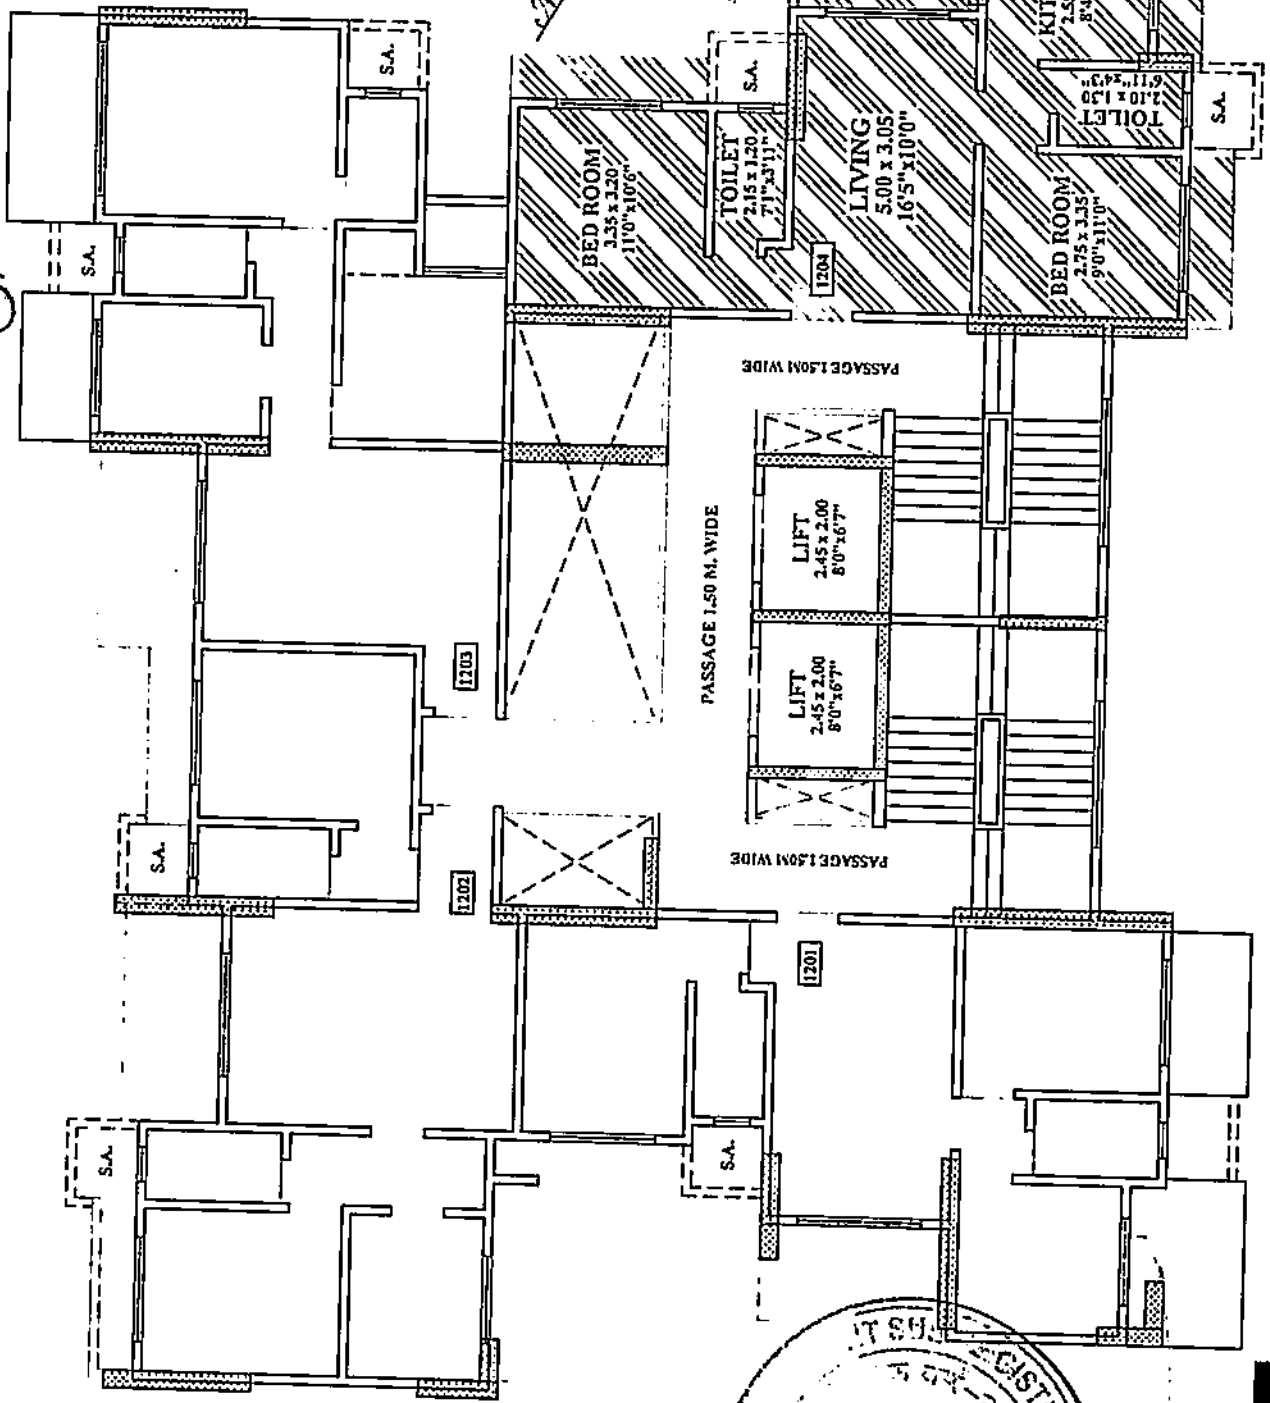 S.A.
S.A.
S.A.
S.A.
BED ROOM
3.35 x 3.20
11'0"x10'6"
TOILET
2.15 x 1.20
7'1"x3'11"
LIVING
5.00 x 3.05
16'5"x10'0"
TOILET
2.10 x 1.30
6'11"x4'3"
BED ROOM
2.75 x 3.35
9'0"x11'0"
1204
PASSAGE 1.50M WIDE
LIFT
2.45 x 2.00
8'0"x6'7"
PASSAGE 1.50 M. WIDE
LIFT
2.45 x 2.00
8'0"x6'7"
1203
S.A.
PASSAGE 1.50M WIDE
1202
1201
S.A.
S.A.